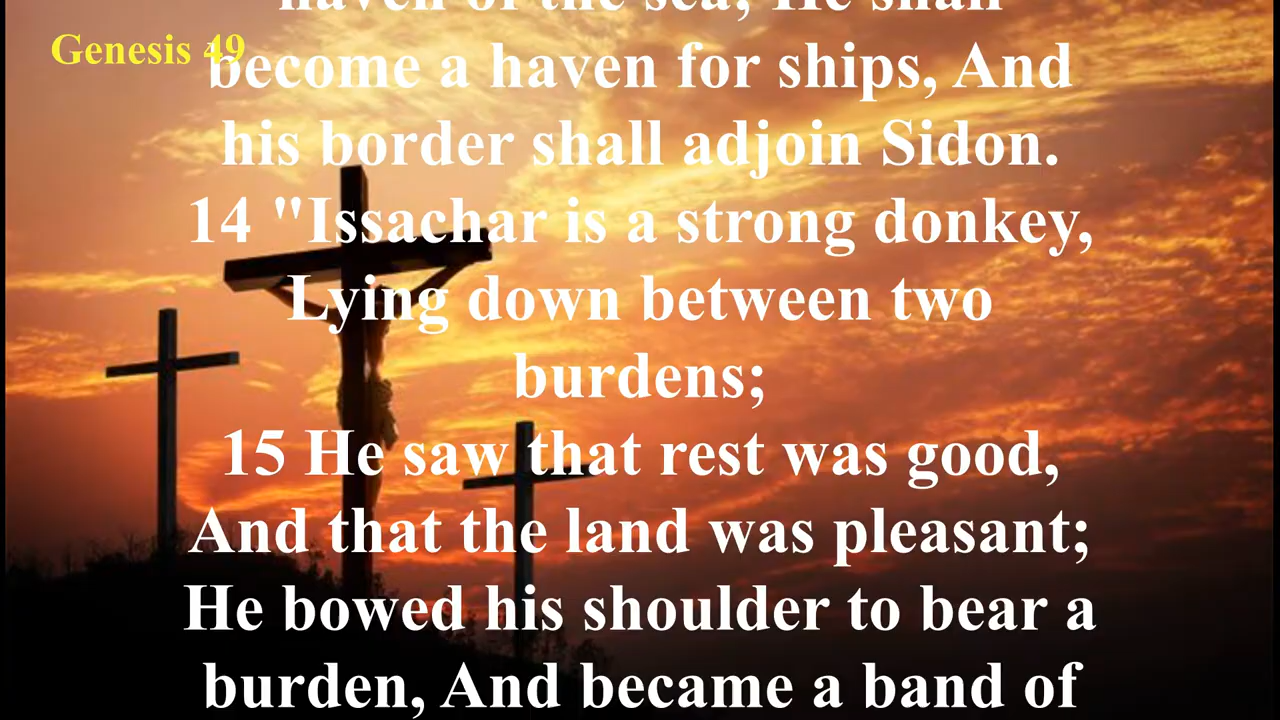 haven of the sea; He shall
Genesis 49
become a haven for ships, And
his border shall adjoin Sidon.
14 "Issachar is a strong donkey,
Lying down between two
burdens;
15 He saw that rest was good,
And that the land was pleasant;
He bowed his shoulder to bear a
burden, And became a band of